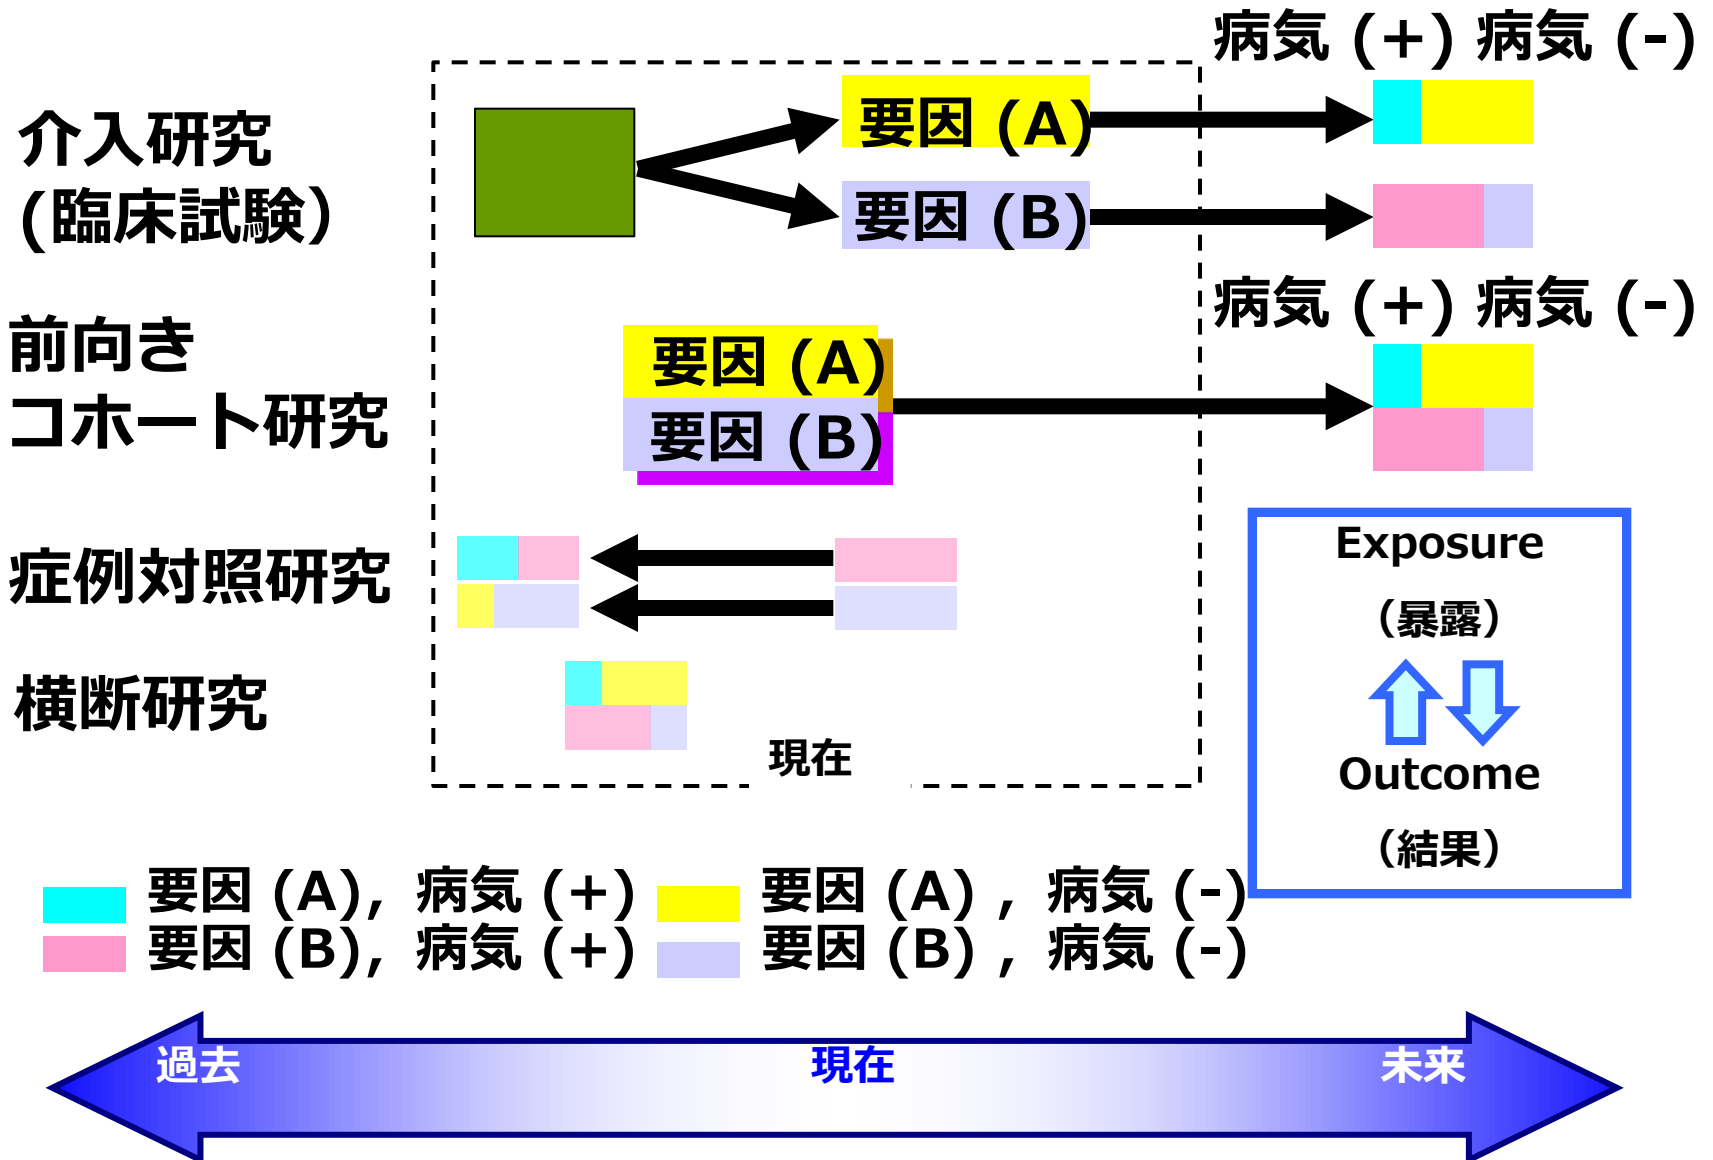 病気 (+) 病気 (-)
介入研究
(臨床試験）
要因 (A)
要因 (B)
病気 (+) 病気 (-)
前向き
コホート研究
要因 (A)
要因 (B)
症例対照研究
横断研究
現在
Exposure
（暴露）
Outcome
（結果）
要因 (A), 病気 (+)
要因 (A) , 病気 (-)
要因 (B), 病気 (+)
要因 (B) , 病気 (-)
過去
現在
未来